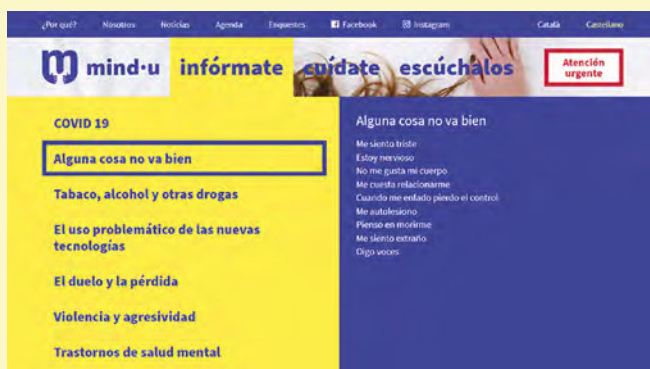 ¿Por qué? Nosotros Noticias Agenda Enquestes Facebook Instagram Català Castellano
mind·u infórmate cuídate escúchalos Atención urgente
COVID 19
Alguna cosa no va bien
Tabaco, alcohol y otras drogas
El uso problemático de las nuevas
tecnologías
El duelo y la pérdida
Violencia y agresividad
Trastornos de salud mental
Alguna cosa no va bien
Me siento triste
Estoy nervioso
No me gusta mi cuerpo
Me cuesta relacionarme
Cuando me enfado pierdo el control
Me autolesiono
Pienso en morirme
Me siento extraño
Oigo voces